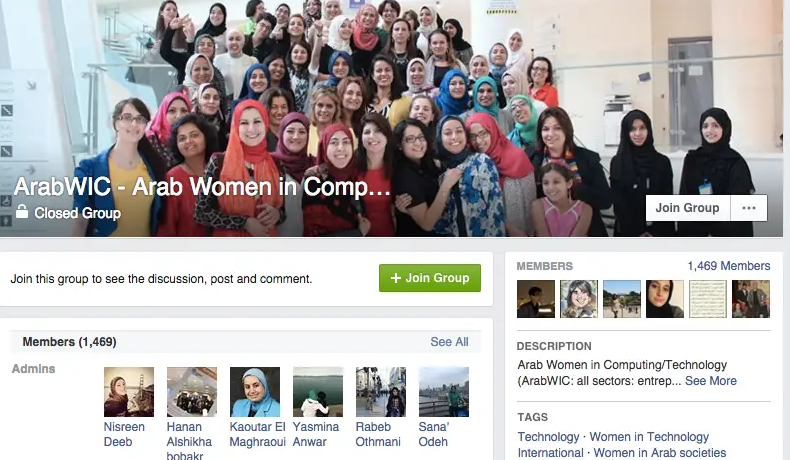 ArabWIC - Arab Women in Comp...
Closed Group
Join Group
Join this group to see the discussion, post and comment.
+ Join Group
Members (1,469)
See All
Admins
Nisreen
Deeb
Hanan
Alshikha
bobakr
Kaoutar El
Maghraoui
Yasmina
Anwar
Rabeb
Othmani
Sana'
Odeh
MEMBERS
1,469 Members
DESCRIPTION
Arab Women in Computing/Technology
(ArabWIC: all sectors: entrep... See More
TAGS
Technology · Women in Technology
International · Women in Arab societies